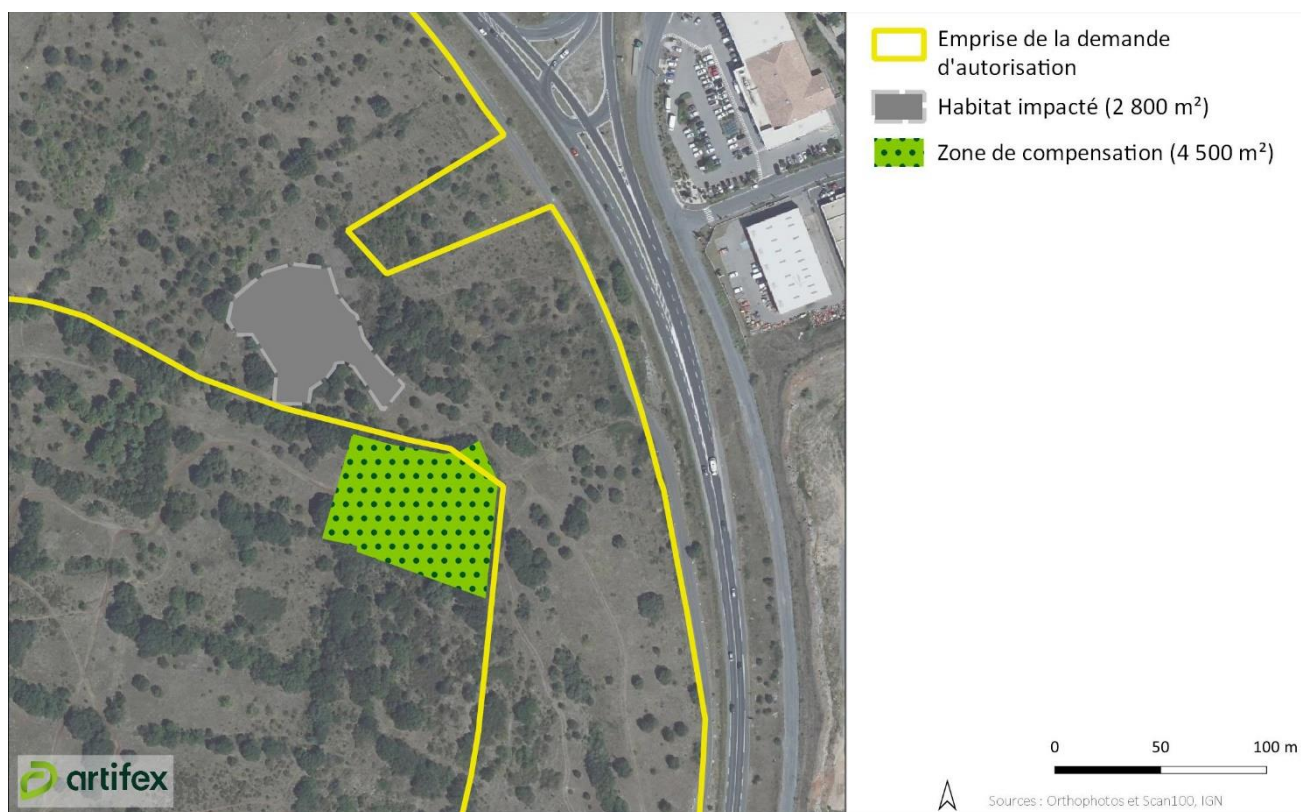 Emprise de la demande
d'autorisation
Habitat impacté (2 800 m²)
Zone de compensation (4 500 m²)
artifex
0 50 100 m
Sources : Orthophotos et Scan100, IGN